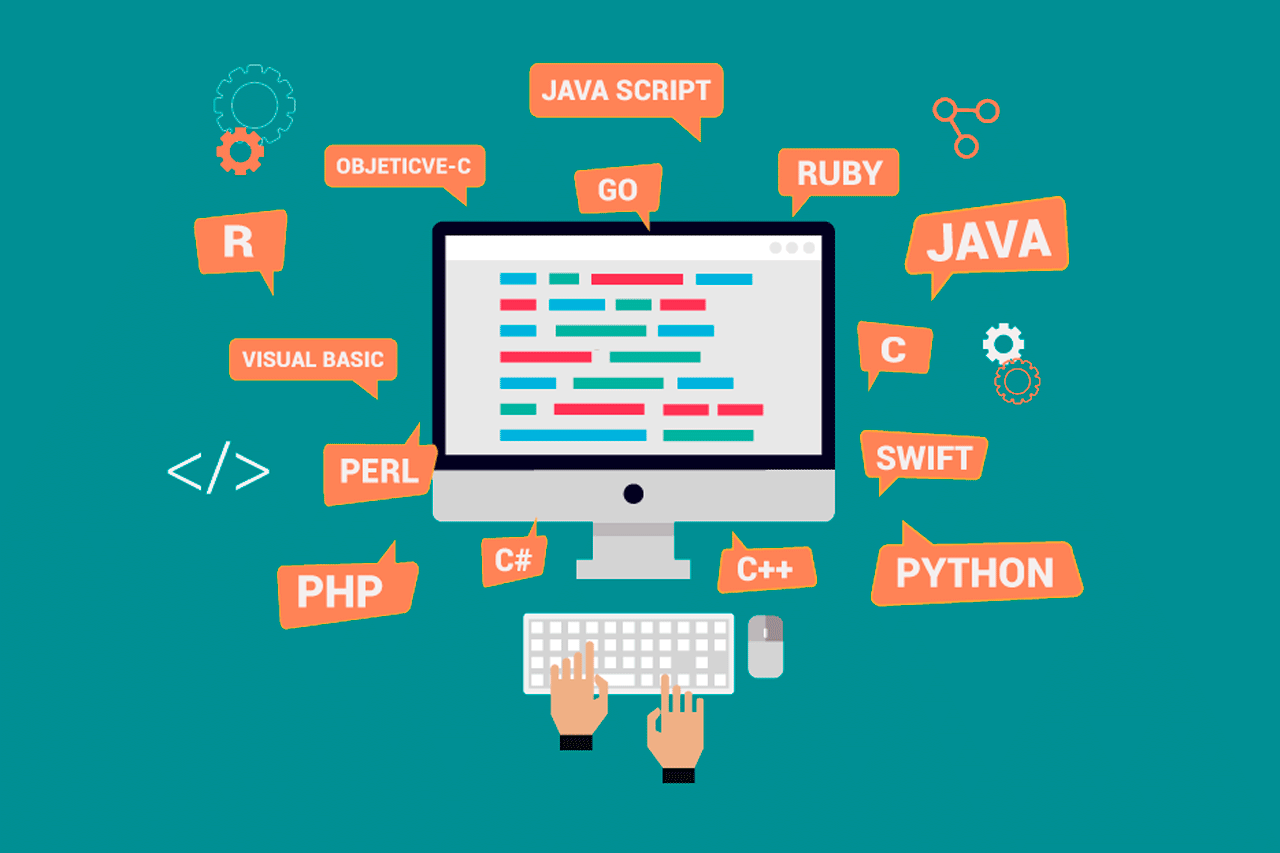 JAVA SCRIPT
OBJETICVE-C
GO
RUBY
R
JAVA
VISUAL BASIC
C
</>
PERL
SWIFT
PHP
C#
C++
PYTHON